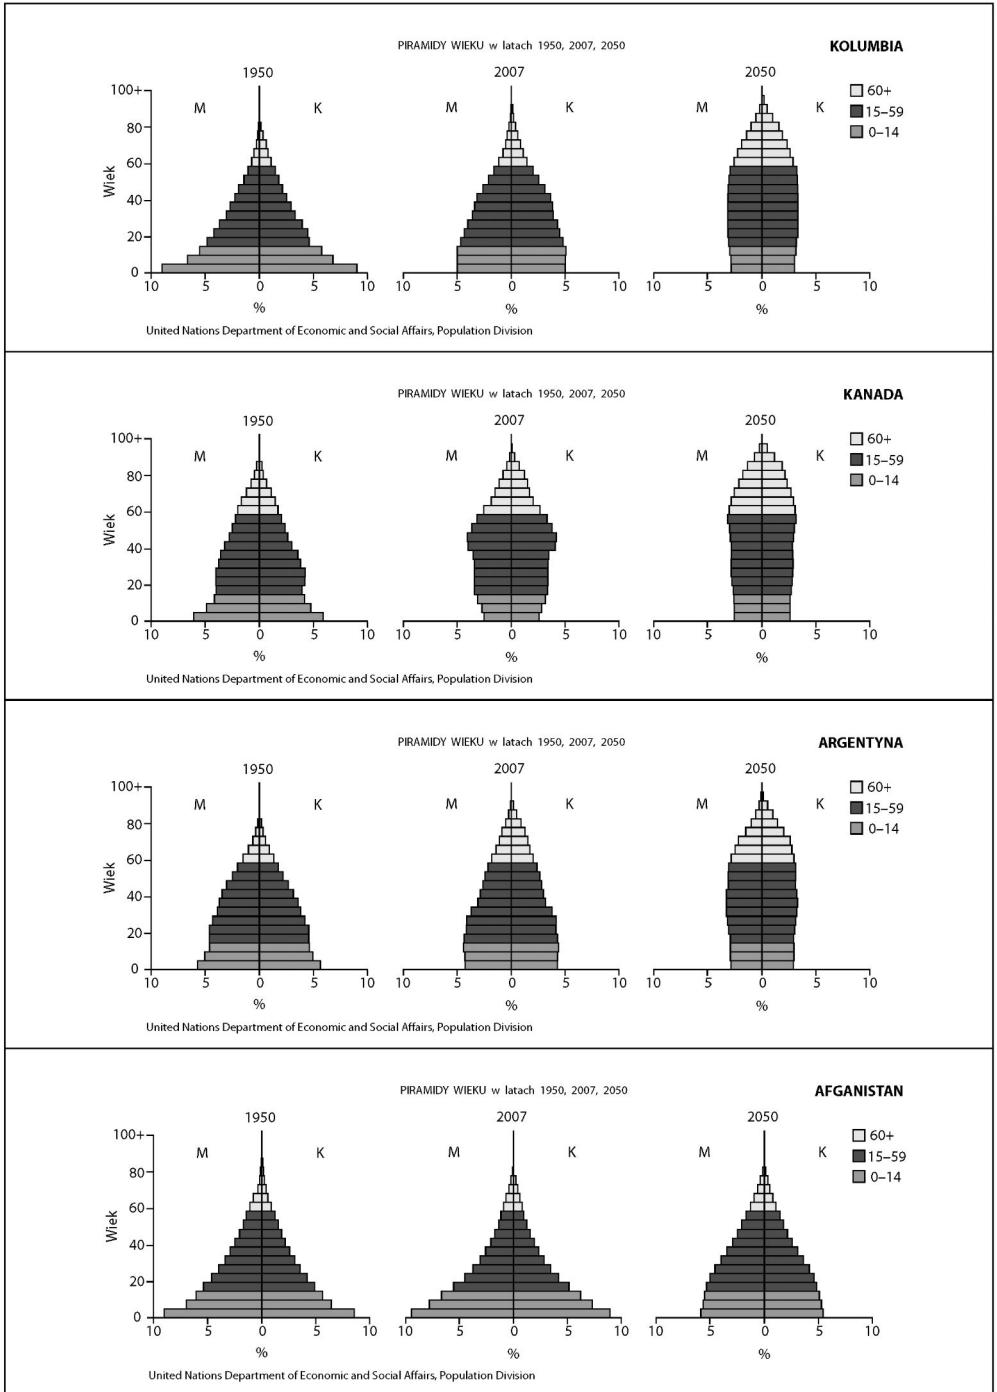 PIRAMIDY WIEKU w latach 1950, 2007, 2050 KOLUMBIA
1950 2007 2050
100+ M K M K M K 60+
80 15–59
60 0–14
40
20
0
Wiek
10 5 0 5 10 10 5 0 5 10 10 5 0 5 10
% % %
United Nations Department of Economic and Social Affairs, Population Division
PIRAMIDY WIEKU w latach 1950, 2007, 2050 KANADA
1950 2007 2050
100+ M K M K M K 60+
80 15–59
60 0–14
40
20
0
Wiek
10 5 0 5 10 10 5 0 5 10 10 5 0 5 10
% % %
United Nations Department of Economic and Social Affairs, Population Division
PIRAMIDY WIEKU w latach 1950, 2007, 2050 ARGENTYNA
1950 2007 2050
100+ M K M K M K 60+
80 15–59
60 0–14
40
20
0
Wiek
10 5 0 5 10 10 5 0 5 10 10 5 0 5 10
% % %
United Nations Department of Economic and Social Affairs, Population Division
PIRAMIDY WIEKU w latach 1950, 2007, 2050 AFGANISTAN
1950 2007 2050
100+ M K M K M K 60+
80 15–59
60 0–14
40
20
0
Wiek
10 5 0 5 10 10 5 0 5 10 10 5 0 5 10
% % %
United Nations Department of Economic and Social Affairs, Population Division